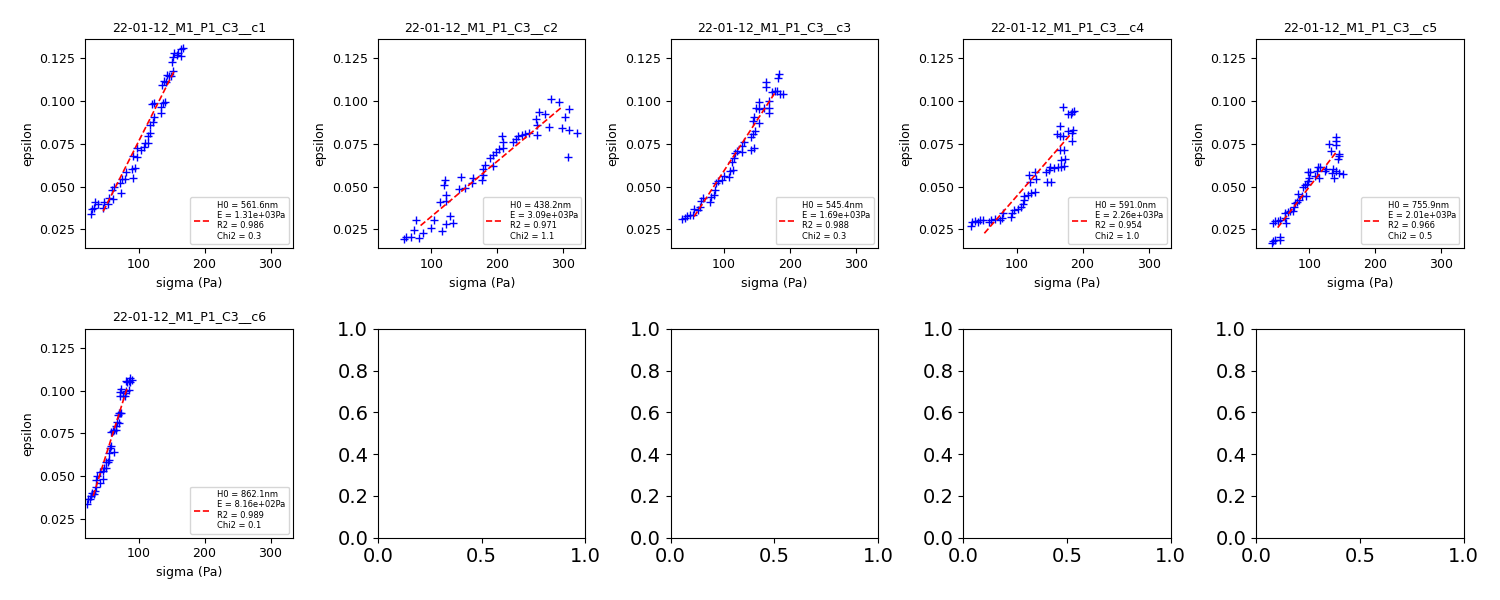 22-01-12_M1_P1_C3__c1
0.125
0.100
0.075
0.050
0.025
epsilon
100
200
300
sigma (Pa)
H0 = 561.6nm
E = 1.31e+03Pa
R2 = 0.986
Chi2 = 0.3
22-01-12_M1_P1_C3__c2
0.125
0.100
0.075
0.050
0.025
epsilon
100
200
300
sigma (Pa)
H0 = 438.2nm
E = 3.09e+03Pa
R2 = 0.971
Chi2 = 1.1
22-01-12_M1_P1_C3__c3
0.125
0.100
0.075
0.050
0.025
epsilon
100
200
300
sigma (Pa)
H0 = 545.4nm
E = 1.69e+03Pa
R2 = 0.988
Chi2 = 0.3
22-01-12_M1_P1_C3__c4
0.125
0.100
0.075
0.050
0.025
epsilon
100
200
300
sigma (Pa)
H0 = 591.0nm
E = 2.26e+03Pa
R2 = 0.954
Chi2 = 1.0
22-01-12_M1_P1_C3__c5
0.125
0.100
0.075
0.050
0.025
epsilon
100
200
300
sigma (Pa)
H0 = 755.9nm
E = 2.01e+03Pa
R2 = 0.966
Chi2 = 0.5
22-01-12_M1_P1_C3__c6
0.125
0.100
0.075
0.050
0.025
epsilon
100
200
300
sigma (Pa)
H0 = 862.1nm
E = 8.16e+02Pa
R2 = 0.989
Chi2 = 0.1
1.0
0.8
0.6
0.4
0.2
0.0
0.0
0.5
1.0
1.0
0.8
0.6
0.4
0.2
0.0
0.0
0.5
1.0
1.0
0.8
0.6
0.4
0.2
0.0
0.0
0.5
1.0
1.0
0.8
0.6
0.4
0.2
0.0
0.0
0.5
1.0